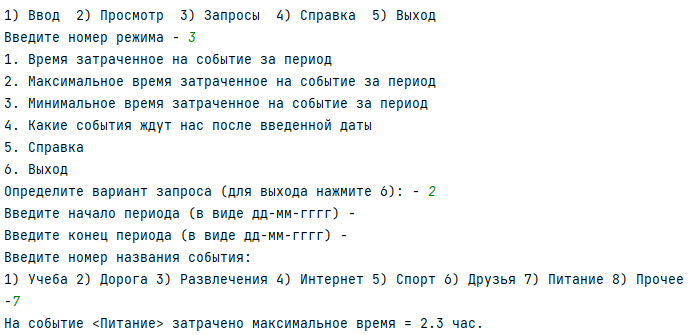 1) Ввод  2) Просмотр  3) Запросы  4) Справка  5) Выход
Введите номер режима - 3
1. Время затраченное на событие за период
2. Максимальное время затраченное на событие за период
3. Минимальное время затраченное на событие за период
4. Какие события ждут нас после введенной даты
5. Справка
6. Выход
Определите вариант запроса (для выхода нажмите 6): - 2
Введите начало периода (в виде дд-мм-гггг) -
Введите конец периода (в виде дд-мм-гггг) -
Введите номер названия события:
1) Учеба 2) Дорога 3) Развлечения 4) Интернет 5) Спорт 6) Друзья 7) Питание 8) Прочее
-7
На событие <Питание> затрачено максимальное время = 2.3 час.